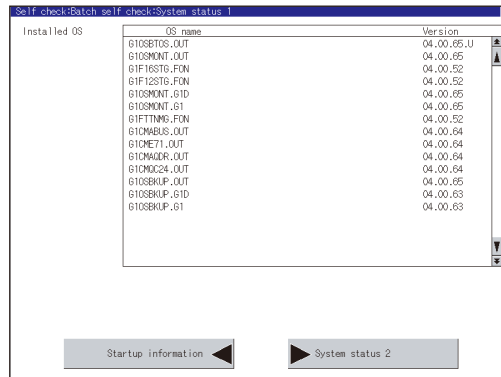 Self check:Batch self check:System status 1
Installed OS
OS name Version
G1OSBTOS.OUT 04.00.65.U
G1OSMONT.OUT 04.00.65
G1F16STG.FON 04.00.52
G1F12STG.FON 04.00.52
G1OSMONT.G1D 04.00.65
G1OSMONT.G1 04.00.65
G1FTTNMG.FON 04.00.52
G1CMABUS.OUT 04.00.64
G1CME71.OUT 04.00.64
G1CMAQDR.OUT 04.00.64
G1CMQC24.OUT 04.00.64
G1OSBKUP.OUT 04.00.65
G1OSBKUP.G1D 04.00.63
G1OSBKUP.G1 04.00.63
Startup information System status 2